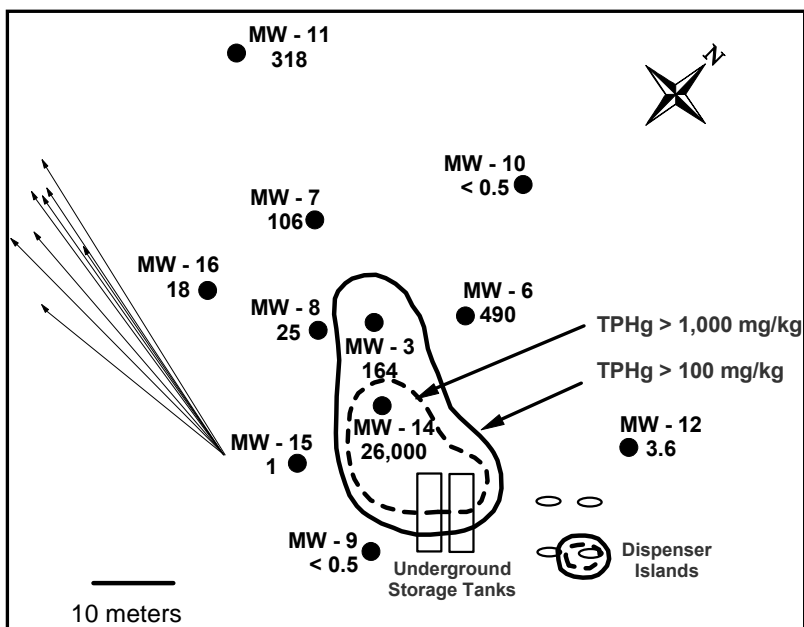 MW - 11
318
N
MW - 10
< 0.5
MW - 7
106
MW - 16
18
MW - 6
490
MW - 8
25
TPHg > 1,000 mg/kg
MW - 3
164
TPHg > 100 mg/kg
MW - 14
26,000
MW - 12
3.6
MW - 15
1
MW - 9
< 0.5
Underground
Storage Tanks
Dispenser
Islands
10 meters